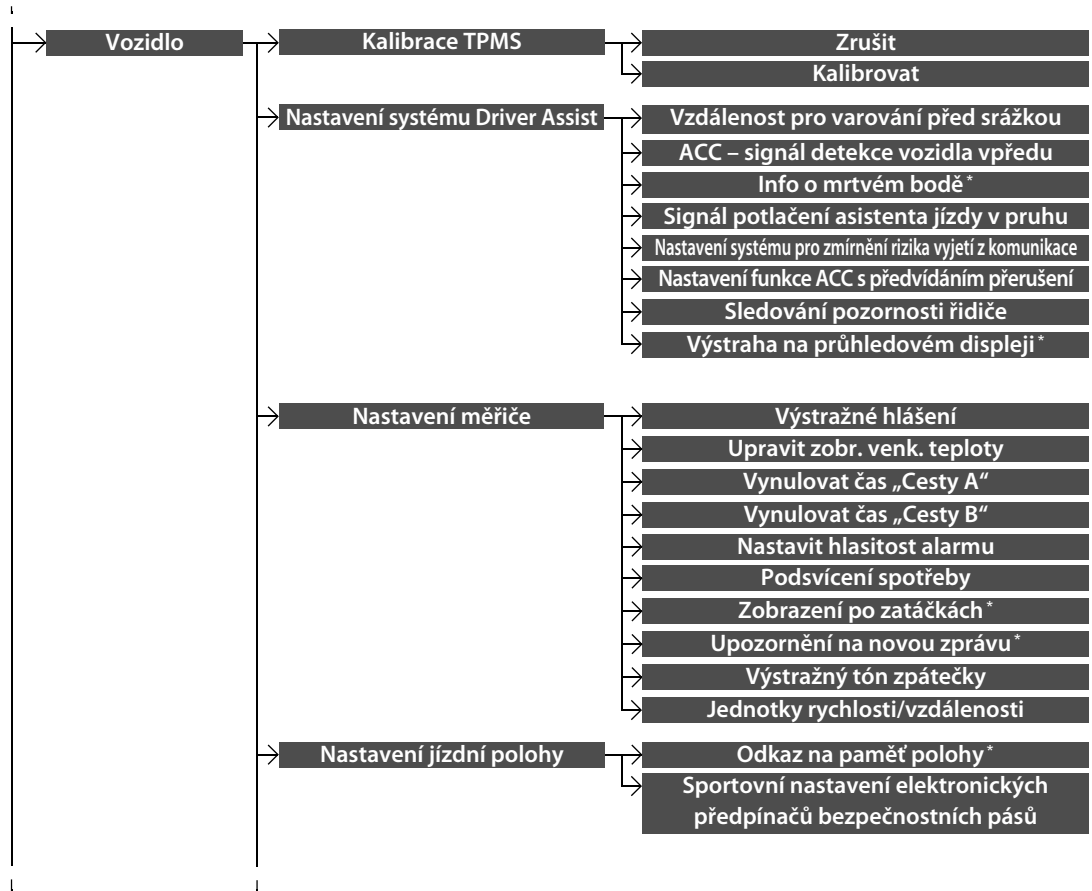 Vozidlo
Kalibrace TPMS
Zrušit
Kalibrovat
Nastavení systému Driver Assist
Vzdálenost pro varování před srážkou
ACC – signál detekce vozidla vpředu
Info o mrtvém bodě*
Signál potlačení asistenta jízdy v pruhu
Nastavení systému pro zmírnění rizika vyjetí z komunikace
Nastavení funkce ACC s předvídáním přerušení
Sledování pozornosti řidiče
Výstraha na průhledovém displeji*
Nastavení měřiče
Výstražné hlášení
Upravit zobr. venk. teploty
Vynulovat čas „Cesty A“
Vynulovat čas „Cesty B“
Nastavit hlasitost alarmu
Podsvícení spotřeby
Zobrazení po zatáčkách*
Upozornění na novou zprávu*
Výstražný tón zpátečky
Jednotky rychlosti/vzdálenosti
Nastavení jízdní polohy
Odkaz na paměť polohy*
Sportovní nastavení elektronických
předpínačů bezpečnostních pásů